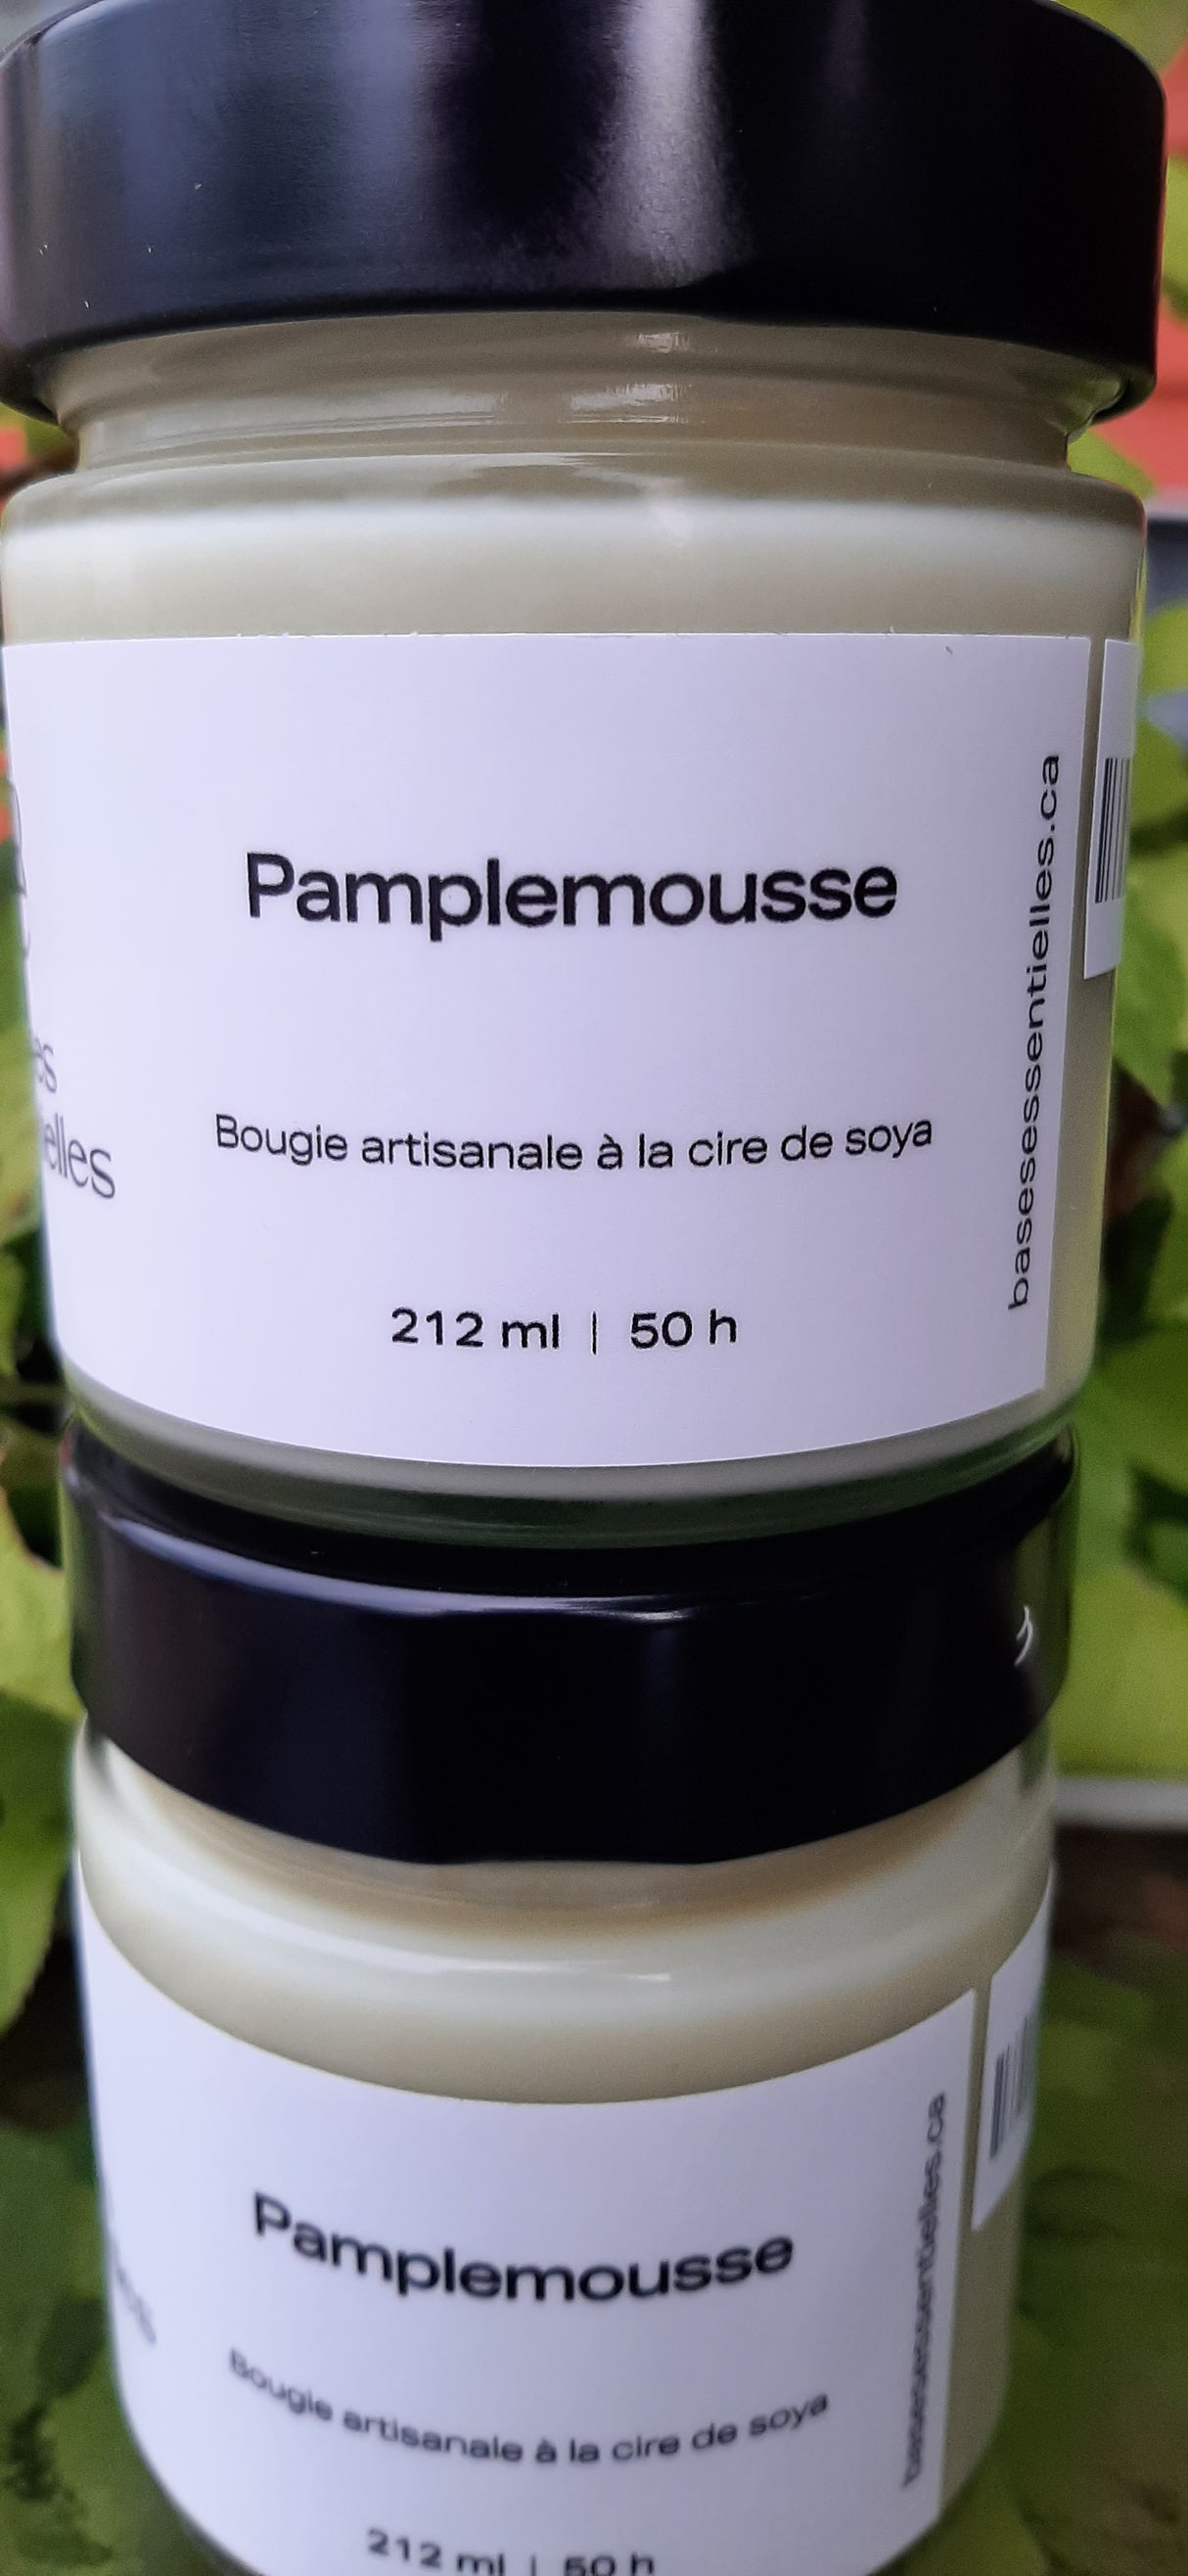 Pamplemousse
Bougie artisanale à la cire de soya
212 ml | 50 h
basesessentielles.ca
Pamplemousse
Bougie artisanale à la cire de soya
212 ml | 50 h
basesessentielles.ca